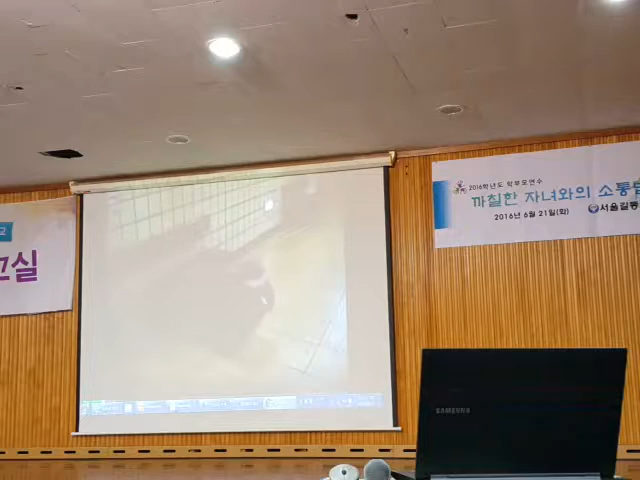 교
교실
2016학년도 학부모연수
까칠한 자녀와의 소통
2016년 6월 21일(화)
서울길동
SAMSUNG